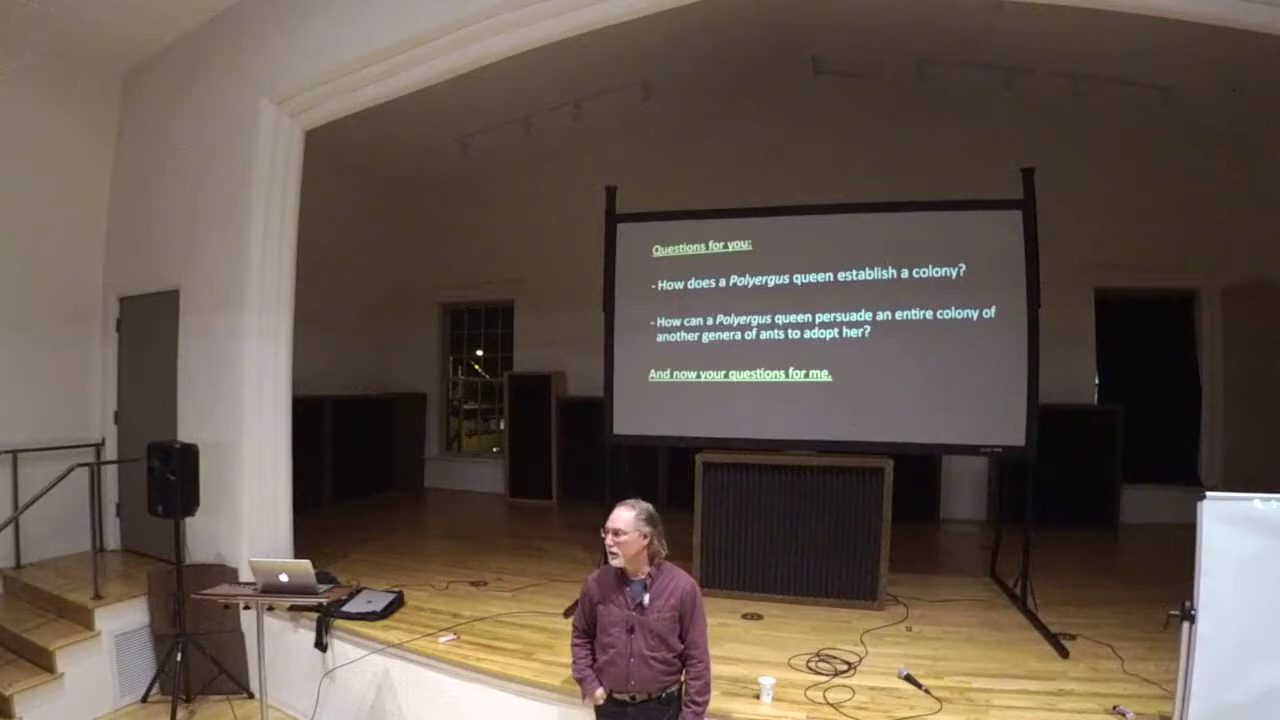 Questions for you:
- How does a Polyergus queen establish a colony?
- How can a Polyergus queen persuade an entire colony of
another genera of ants to adopt her?
And now your questions for me.